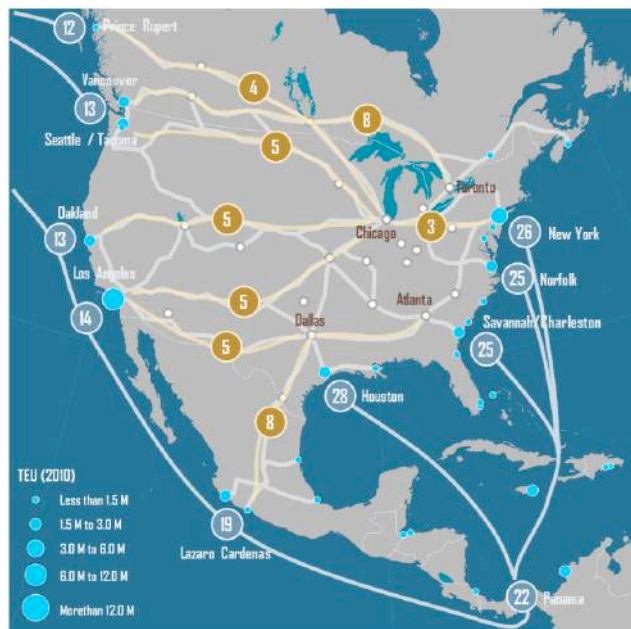 12
Prince Rupert
Vancouver
4
13
8
Seattle / Tacoma
5
Toronto
Oakland
5
Chicago
3
13
26
New York
Los Angeles
25
Norfolk
14
5
Atlanta
5
Dallas
Savannah/Charleston
25
28
Houston
8
TEU (2010)
Less than 1.5 M
1.5 M to 3.0 M
19
3.0 M to 6.0 M
Lazaro Cardenas
6.0 M to 12.0 M
22
Panama
Morethan 12.0 M